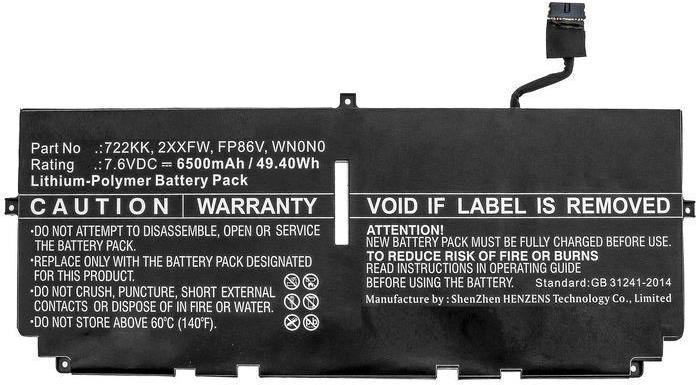 Part No .:722KK, 2XXFW, FP86V, WN0N0
Rating .:7.6VDC ⎓ 6500mAh / 49.40Wh
Lithium-Polymer Battery Pack
CAUTION WARRANTY VOID IF LABEL IS REMOVED
•DO NOT ATTEMPT TO DISASSEMBLE, OPEN OR SERVICE
THE BATTERY PACK.
•REPLACE ONLY WITH THE BATTERY PACK DESIGNATED
FOR THIS PRODUCT.
•DO NOT CRUSH, PUNCTURE, SHORT EXTERNAL
CONTACTS OR DISPOSE OF IN FIRE OR WATER.
•DO NOT STORE ABOVE 60°C (140°F).
ATTENTION!
NEW BATTERY PACK MUST BE FULLY CHARGED BEFORE USE.
TO REDUCE RISK OF FIRE OR BURNS
READ INSTRUCTIONS IN OPERATING GUIDE
BEFORE USING THE BATTERY. Standard:GB 31241-2014
Manufacture by : ShenZhen HENZENS Technology Co., Limited